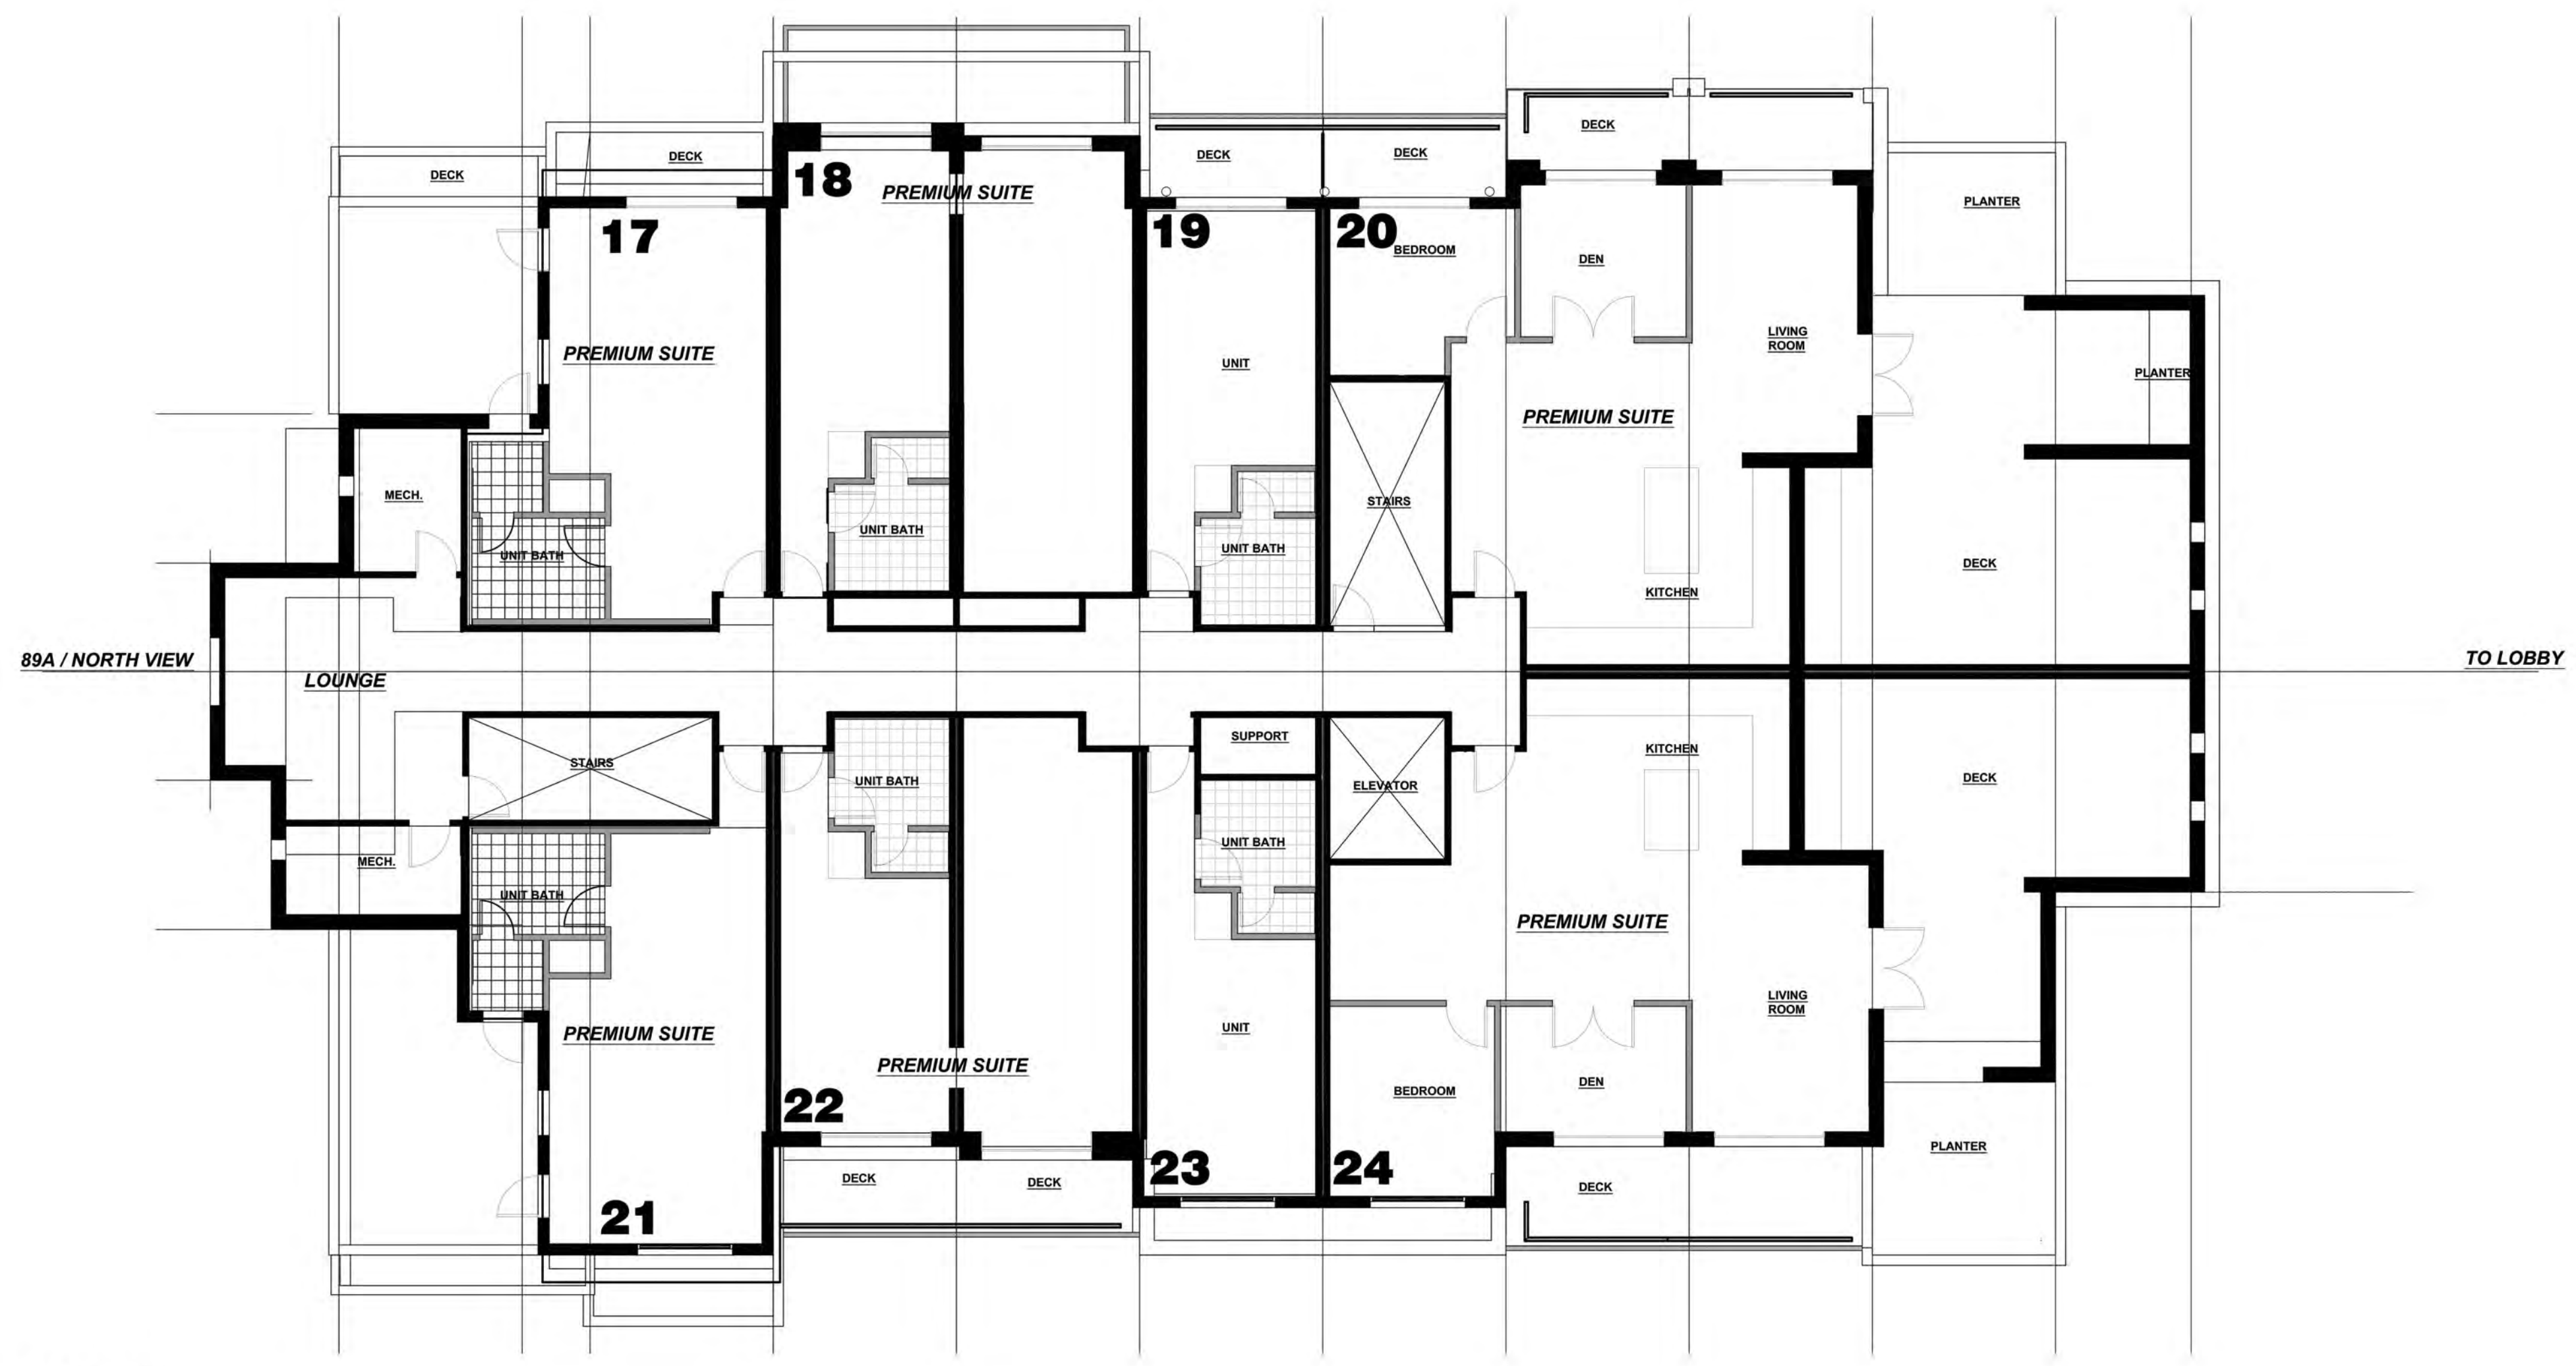 DECK
DECK
DECK
DECK
DECK
18
PREMIUM SUITE
PLANTER
17
19
20
BEDROOM
DEN
PREMIUM SUITE
UNIT
LIVING
ROOM
PLANTER
PREMIUM SUITE
MECH.
STAIRS
UNIT BATH
UNIT BATH
UNIT BATH
DECK
KITCHEN
89A / NORTH VIEW
TO LOBBY
LOUNGE
SUPPORT
KITCHEN
STAIRS
UNIT BATH
ELEVATOR
DECK
UNIT BATH
MECH.
UNIT BATH
PREMIUM SUITE
PREMIUM SUITE
UNIT
LIVING
ROOM
PREMIUM SUITE
BEDROOM
DEN
22
PLANTER
23
24
DECK
DECK
DECK
21